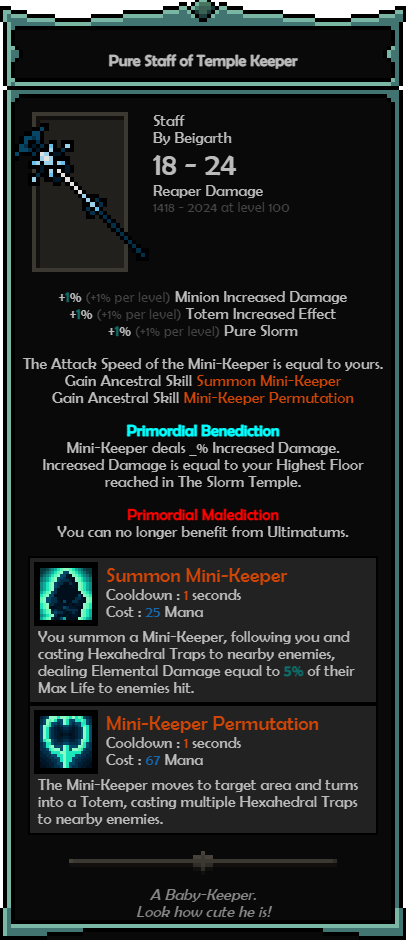 Pure Staff of Temple Keeper
Staff
By Beigarth
18 - 24
Reaper Damage
1418 - 2024 at level 100
+1% (+1% per level) Minion Increased Damage
+1% (+1% per level) Totem Increased Effect
+1% (+1% per level) Pure Slorm
The Attack Speed of the Mini-Keeper is equal to yours.
Gain Ancestral Skill Summon Mini-Keeper
Gain Ancestral Skill Mini-Keeper Permutation
Primordial Benediction
Mini-Keeper deals _% Increased Damage.
Increased Damage is equal to your Highest Floor
reached in The Slorm Temple.
Primordial Malediction
You can no longer benefit from Ultimatums.
Summon Mini-Keeper
Cooldown : 1 seconds
Cost : 25 Mana
You summon a Mini-Keeper, following you and
casting Hexahedral Traps to nearby enemies,
dealing Elemental Damage equal to 5% of their
Max Life to enemies hit.
Mini-Keeper Permutation
Cooldown : 1 seconds
Cost : 67 Mana
The Mini-Keeper moves to target area and turns
into a Totem, casting multiple Hexahedral Traps
to nearby enemies.
A Baby-Keeper.
Look how cute he is!